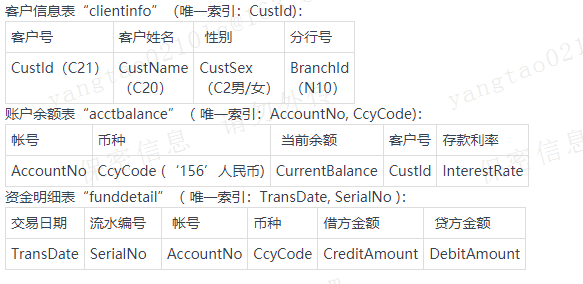 客户信息表“clientinfo”（唯一索引：CustId):
客户号 客户姓名 性别 分行号
CustId（C21） CustName（C20） CustSex（C2男/女） BranchId（N10）
账户余额表“acctbalance”（ 唯一索引：AccountNo, CcyCode):
帐号 币种 当前余额 客户号 存款利率
AccountNo CcyCode (‘156’人民币) CurrentBalance CustId InterestRate
资金明细表“funddetail”（ 唯一索引：TransDate, SerialNo ):
交易日期 流水编号 帐号 币种 借方金额 贷方金额
TransDate SerialNo AccountNo CcyCode CreditAmount DebitAmount